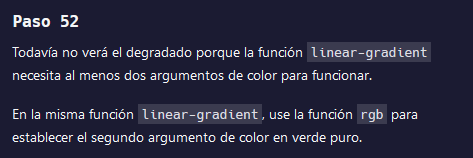 Paso 52
Todavía no verá el degradado porque la función linear-gradient
necesita al menos dos argumentos de color para funcionar.
En la misma función linear-gradient, use la función rgb para
establecer el segundo argumento de color en verde puro.